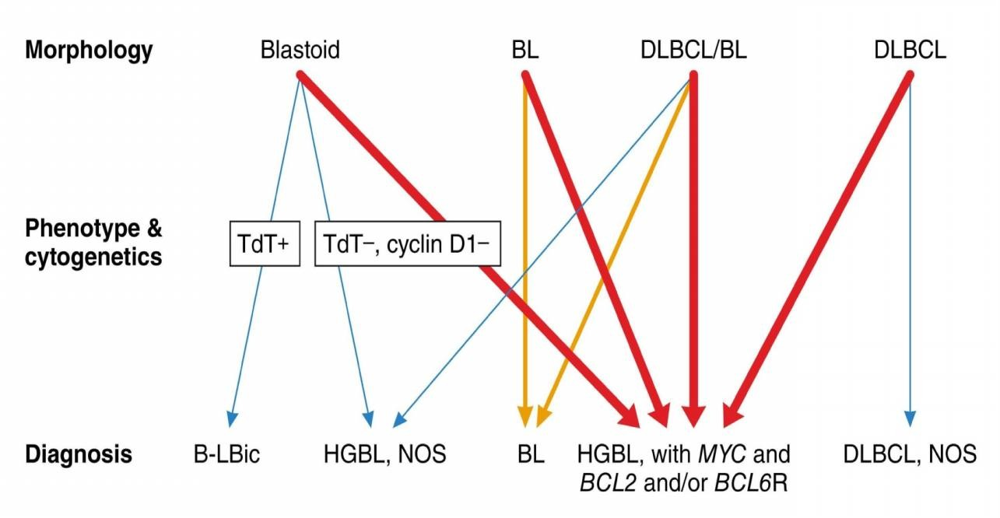 Morphology Blastoid BL DLBCL/BL DLBCL
Phenotype &
cytogenetics
TdT+ TdT−, cyclin D1−
Diagnosis B-LBic HGBL, NOS BL HGBL, with MYC and DLBCL, NOS
BCL2 and/or BCL6R